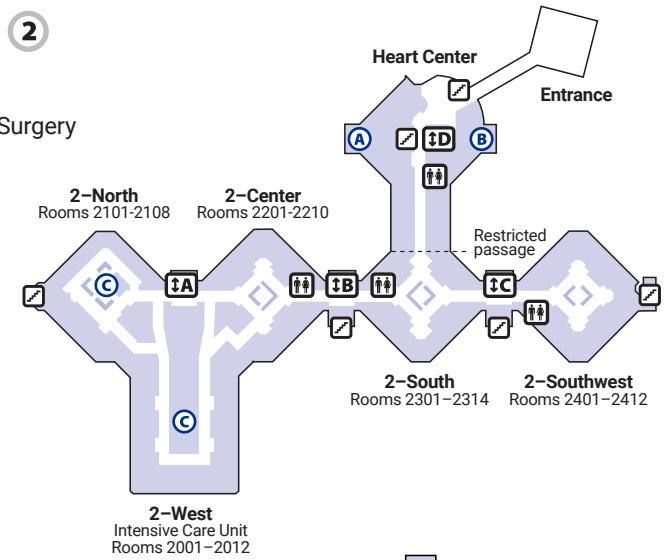 2
Heart Center
Entrance
Surgery
A
D
B
2–North
Rooms 2101-2108
2–Center
Rooms 2201-2210
Restricted
passage
C
A
B
C
2–South
Rooms 2301–2314
2–Southwest
Rooms 2401–2412
C
2–West
Intensive Care Unit
Rooms 2001–2012